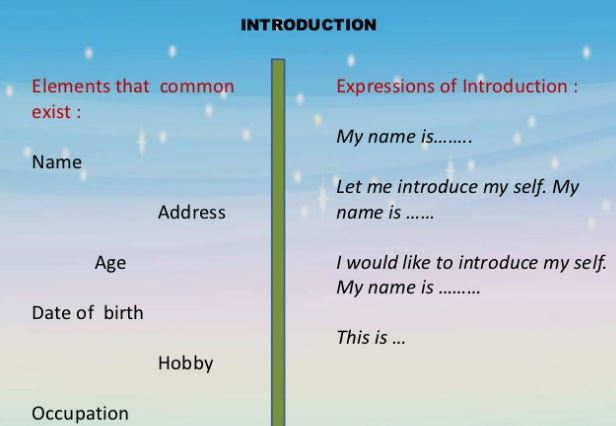 INTRODUCTION
Elements that common
exist :
Name
Address
Age
Date of birth
Hobby
Occupation
Expressions of Introduction :
My name is........
Let me introduce my self. My
name is ......
I would like to introduce my self.
My name is .........
This is ...